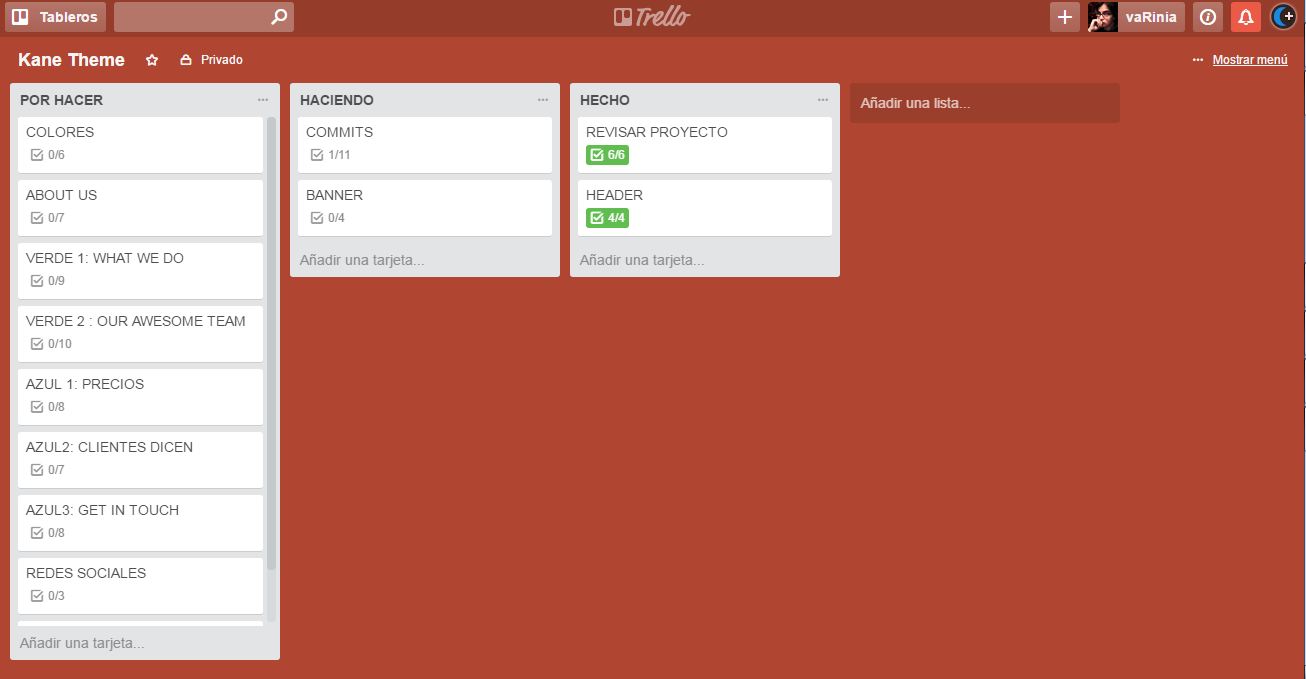 Tableros
Trello
vaRinia
Kane Theme
Privado
... Mostrar menú
POR HACER ...
COLORES
0/6
ABOUT US
0/7
VERDE 1: WHAT WE DO
0/9
VERDE 2 : OUR AWESOME TEAM
0/10
AZUL 1: PRECIOS
0/8
AZUL2: CLIENTES DICEN
0/7
AZUL3: GET IN TOUCH
0/8
REDES SOCIALES
0/3
Añadir una tarjeta...
HACIENDO ...
COMMITS
1/11
BANNER
0/4
Añadir una tarjeta...
HECHO ...
REVISAR PROYECTO
6/6
HEADER
4/4
Añadir una tarjeta...
Añadir una lista...